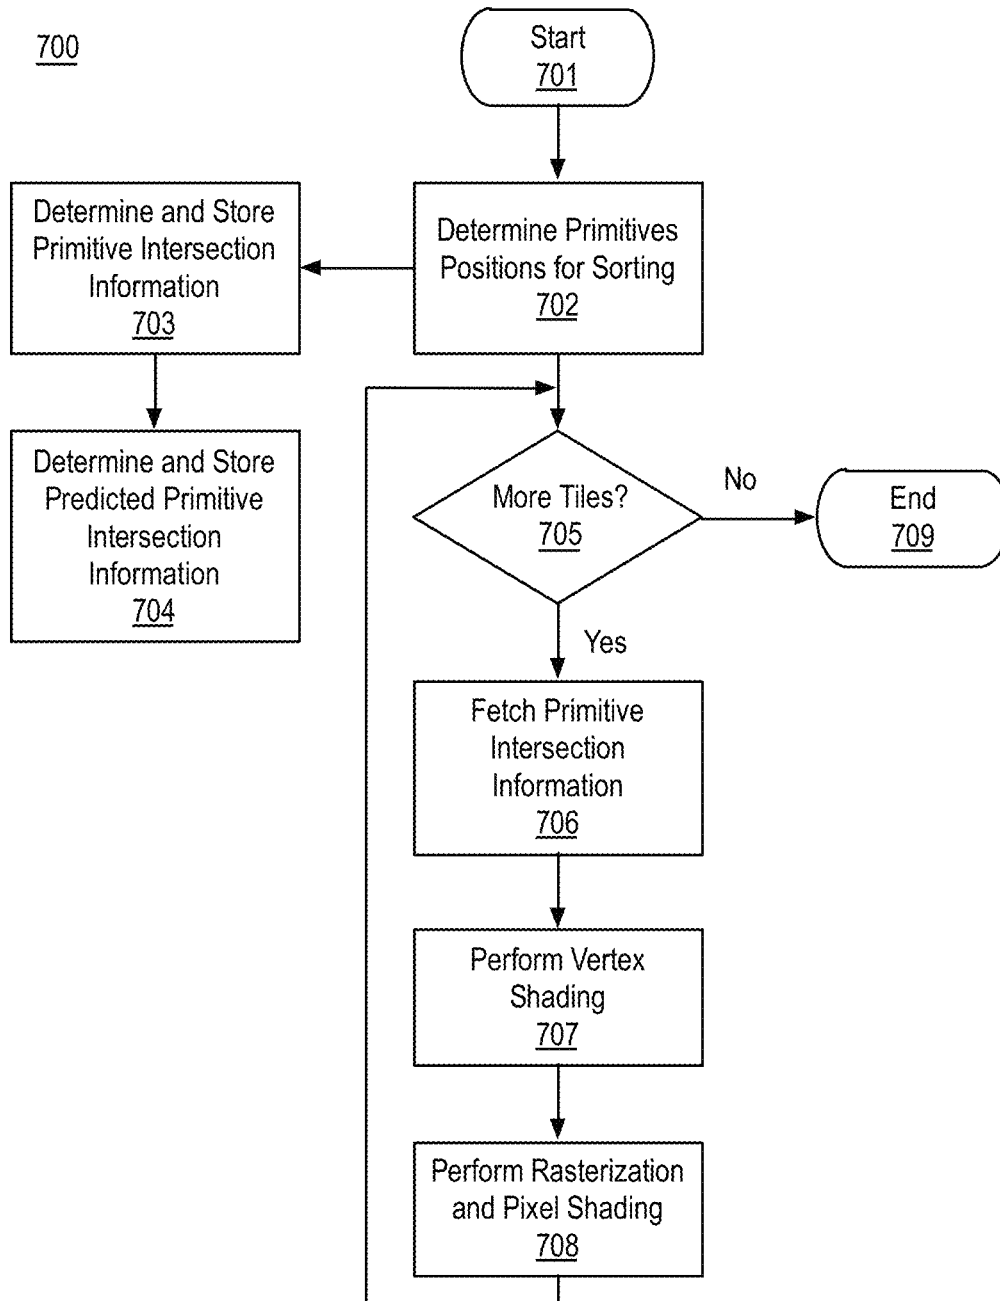 700
Start
701
Determine Primitives
Positions for Sorting
702
Determine and Store
Primitive Intersection
Information
703
Determine and Store
Predicted Primitive
Intersection
Information
704
More Tiles?
705
No
End
709
Yes
Fetch Primitive
Intersection
Information
706
Perform Vertex
Shading
707
Perform Rasterization
and Pixel Shading
708